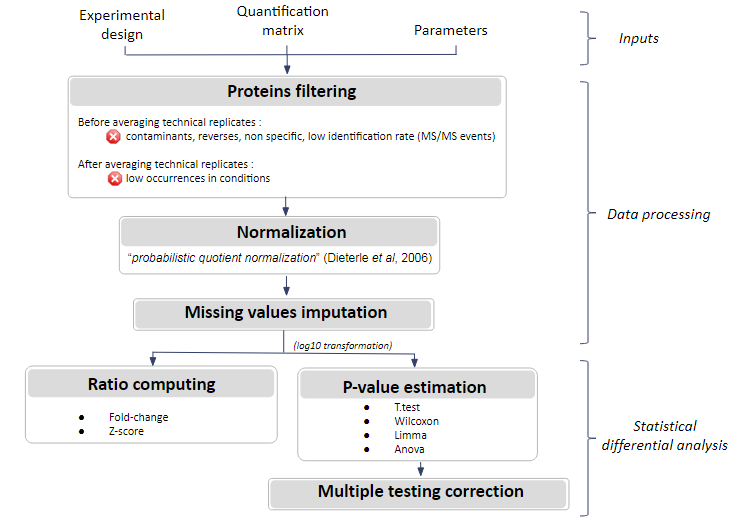 Experimental
design
Quantification
matrix
Parameters
Inputs
Proteins filtering
Before averaging technical replicates :
contaminants, reverses, non specific, low identification rate (MS/MS events)
After averaging technical replicates :
low occurrences in conditions
Data processing
Normalization
“probabilistic quotient normalization” (Dieterle et al, 2006)
Missing values imputation
(log10 transformation)
Ratio computing
● Fold-change
● Z-score
P-value estimation
● T.test
● Wilcoxon
● Limma
● Anova
Statistical
differential analysis
Multiple testing correction